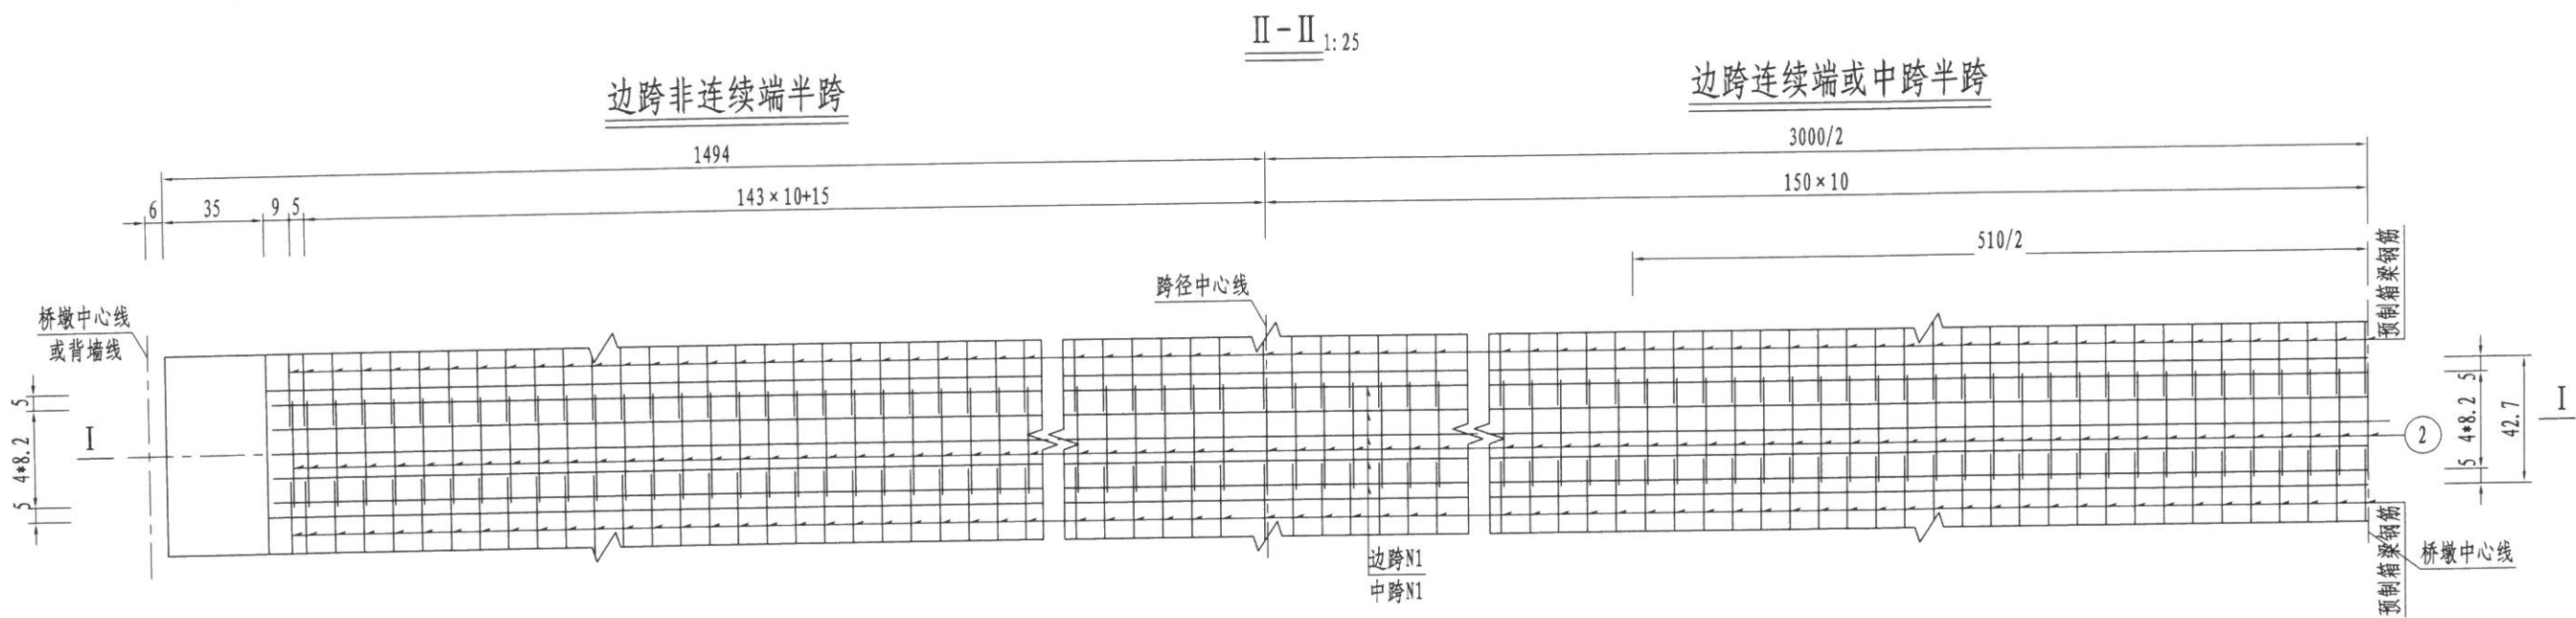 II-II 1:25
边跨非连续端半跨
边跨连续端或中跨半跨
1494
3000/2
6
35
9
5
143×10+15
150×10
510/2
预制箱梁钢筋
跨径中心线
桥墩中心线
或背墙线
5
4*8.2
5
I
5
4*8.2
5
42.7
I
2
边跨N1
中跨N1
预制箱梁钢筋
桥墩中心线